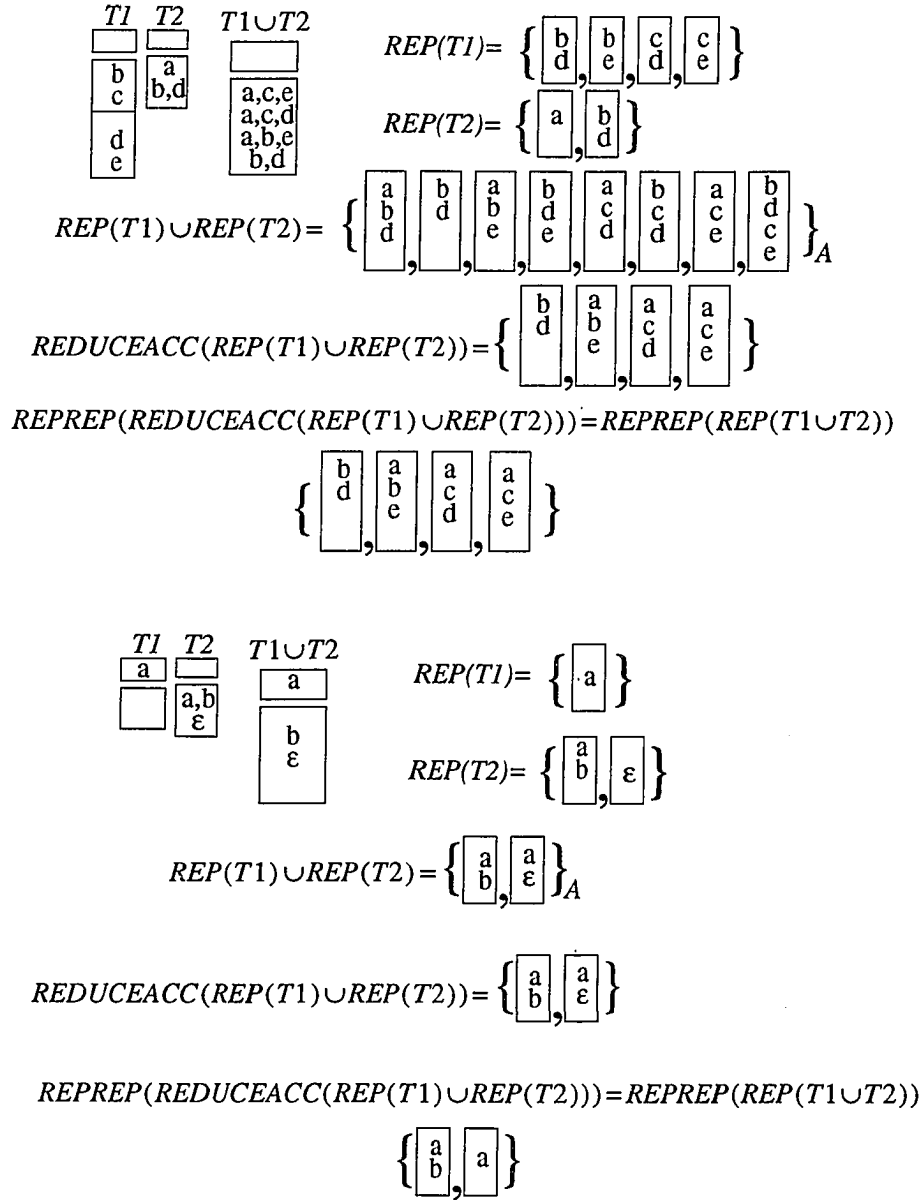 T1 T2 T1∪T2
b
c
d
e
a
b,d
a,c,e
a,c,d
a,b,e
b,d
REP(T1)= { b d , b e , c d , c e }
REP(T2)= { a , b d }
REP(T1)∪REP(T2)= { a b d , b d , a b e , b d e , a c d , b c d , a c e , b d c e }A
REDUCEACC(REP(T1)∪REP(T2))= { b d , a b e , a c d , a c e }
REPREP(REDUCEACC(REP(T1)∪REP(T2)))=REPREP(REP(T1∪T2))
{ b d , a b e , a c d , a c e }
T1 T2 T1∪T2
a
a,b
ε
a
b
ε
REP(T1)= { a }
REP(T2)= { a b , ε }
REP(T1)∪REP(T2)= { a b , a ε }A
REDUCEACC(REP(T1)∪REP(T2))= { a b , a ε }
REPREP(REDUCEACC(REP(T1)∪REP(T2)))=REPREP(REP(T1∪T2))
{ a b , a }